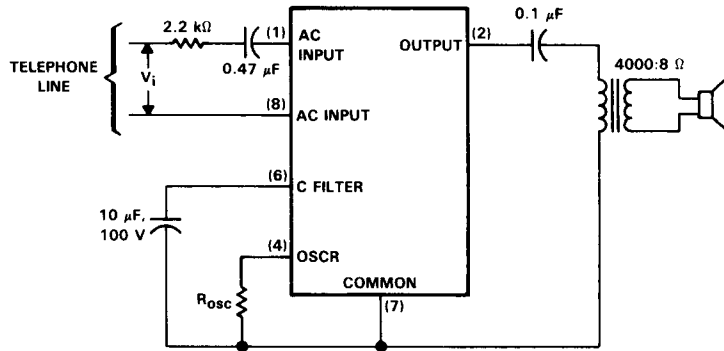 2.2 kΩ
(1)
AC
INPUT
0.47 μF
TELEPHONE
LINE
Vi
(8)
AC INPUT
(2)
OUTPUT
0.1 μF
4000:8 Ω
(6)
C FILTER
10 μF,
100 V
(4)
OSCR
ROSC
COMMON
(7)